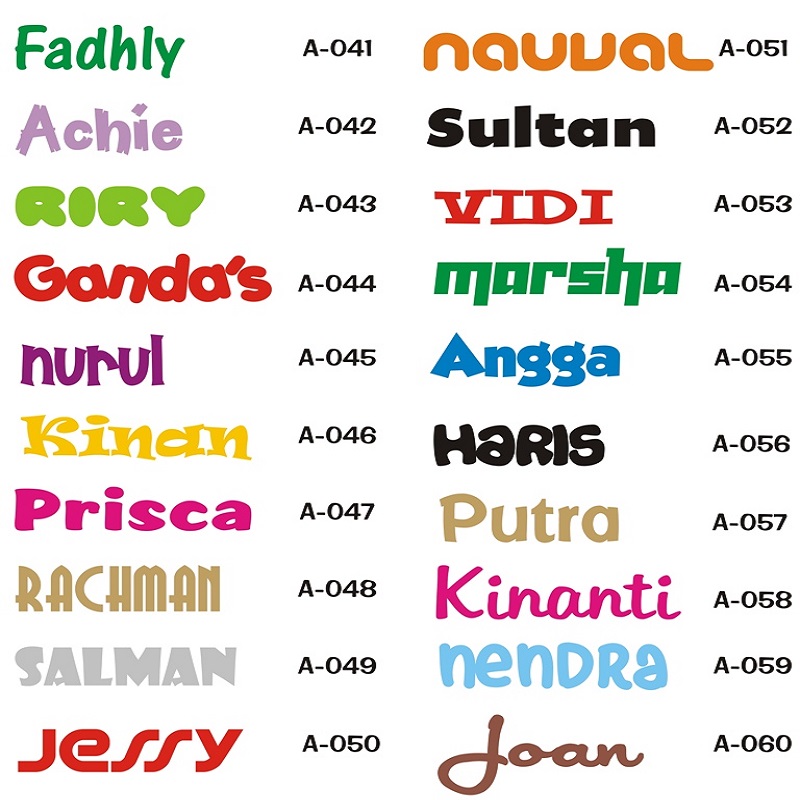 Fadhly A-041
Achie A-042
RIRY A-043
Ganda's A-044
nurul A-045
Kinan A-046
Prisca A-047
RACHMAN A-048
SALMAN A-049
Jessy A-050
nauval A-051
Sultan A-052
VIDI A-053
marsha A-054
Angga A-055
HaRIS A-056
Putra A-057
Kinanti A-058
nenDRa A-059
Joan A-060